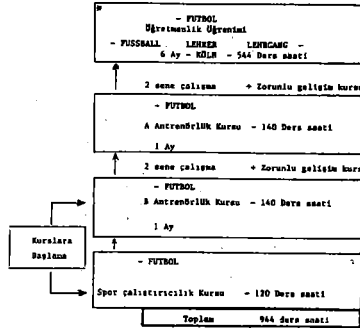 - FUTBOL
Öğretmenlik Öğrenimi
- FUSSBALL LEHRER LEHRGANG -
6 Ay - KÖLN - 544 Ders saati
2 sene çalışma + Zorunlu gelişim kursu
- FUTBOL
A Antrenörlük Kursu - 140 Ders saati
1 Ay
2 sene çalışma + Zorunlu gelişim kursu
- FUTBOL
B Antrenörlük Kursu - 140 Ders saati
1 Ay
Kurslara
Başlama
- FUTBOL
Spor çalıştırıcılık Kursu - 120 Ders saati
Toplam 944 ders saati